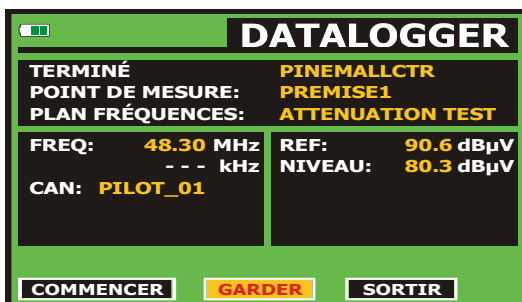 DATALOGGER
TERMINÉ PINEMALLCTR
POINT DE MESURE: PREMISE1
PLAN FRÉQUENCES: ATTENUATION TEST
FREQ: 48.30 MHz
- - - kHz
CAN: PILOT_01
REF: 90.6 dBµV
NIVEAU: 80.3 dBµV
COMMENCER GARDER SORTIR